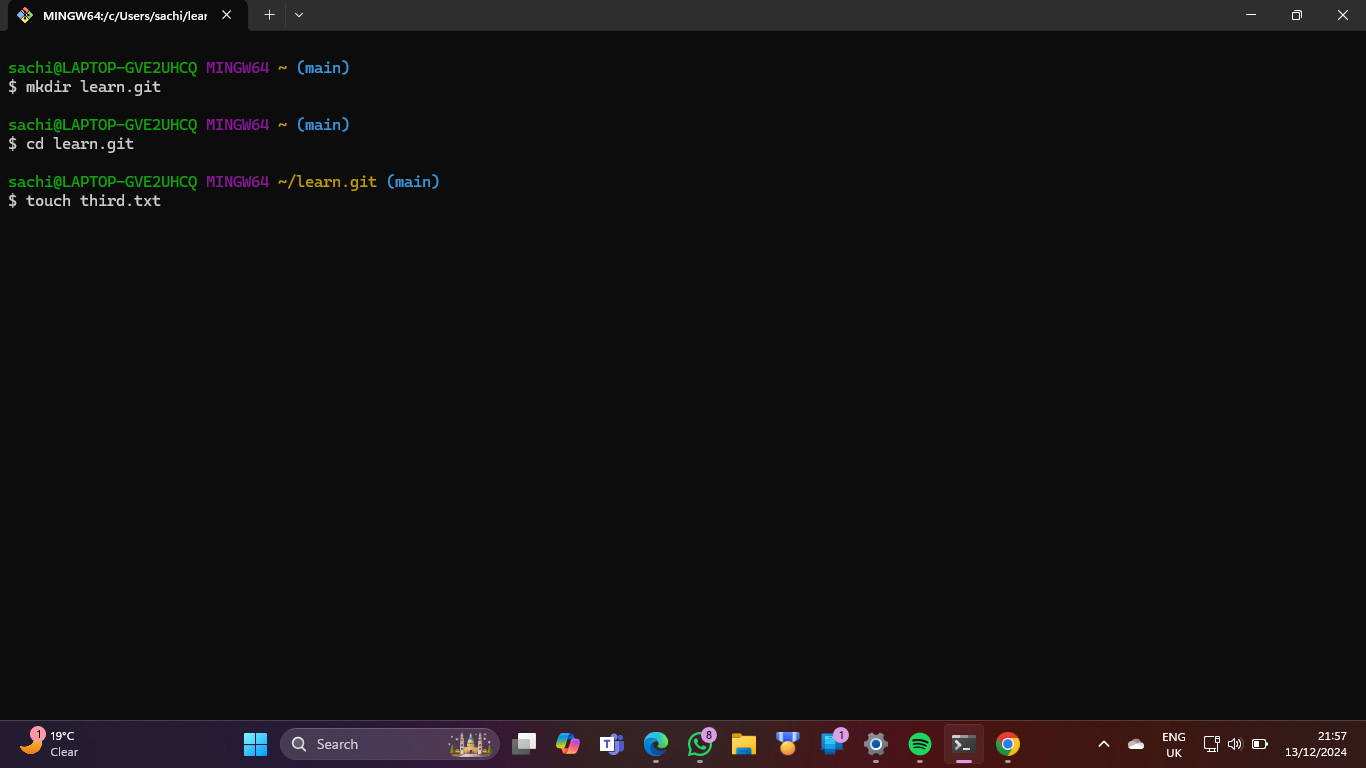 MINGW64:/c/Users/sachi/lear
sachi@LAPTOP-GVE2UHCQ MINGW64 ~ (main)
$ mkdir learn.git
sachi@LAPTOP-GVE2UHCQ MINGW64 ~ (main)
$ cd learn.git
sachi@LAPTOP-GVE2UHCQ MINGW64 ~/learn.git (main)
$ touch third.txt
1
19°C
Clear
Search
8
1
ENG
UK
21:57
13/12/2024